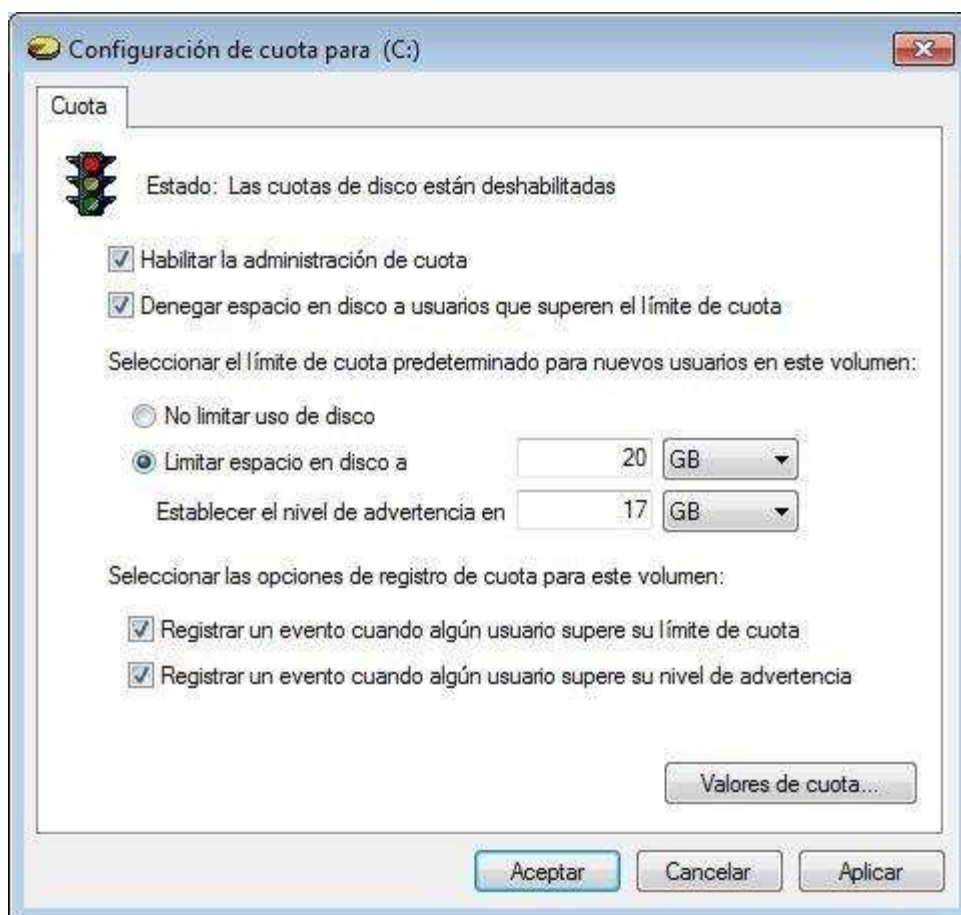 Configuración de cuota para (C:)
Cuota
Estado: Las cuotas de disco están deshabilitadas
Habilitar la administración de cuota
Denegar espacio en disco a usuarios que superen el límite de cuota
Seleccionar el límite de cuota predeterminado para nuevos usuarios en este volumen:
No limitar uso de disco
Limitar espacio en disco a 20 GB
Establecer el nivel de advertencia en 17 GB
Seleccionar las opciones de registro de cuota para este volumen:
Registrar un evento cuando algún usuario supere su límite de cuota
Registrar un evento cuando algún usuario supere su nivel de advertencia
Valores de cuota...
Aceptar Cancelar Aplicar